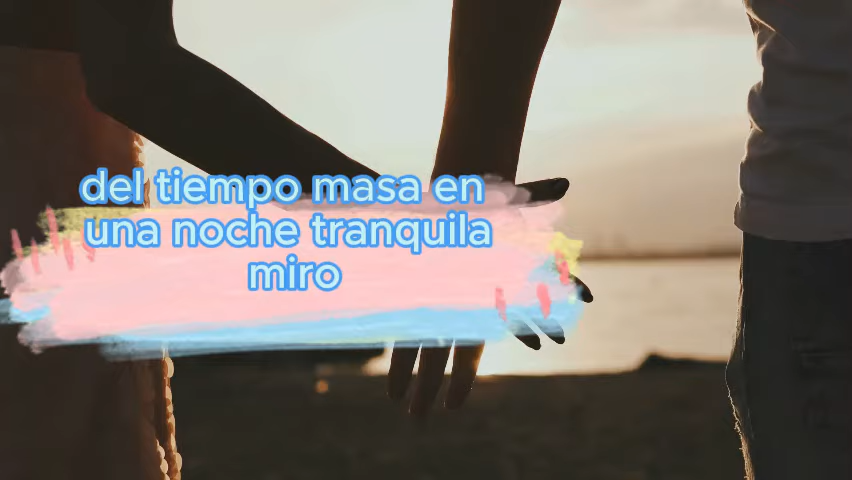 del tiempo masa en
una noche tranquila
miro